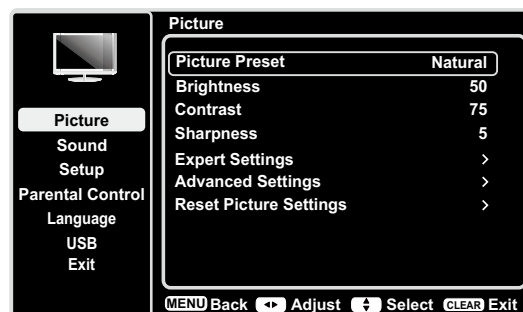 Picture
Picture
Sound
Setup
Parental Control
Language
USB
Exit
Picture Preset Natural
Brightness 50
Contrast 75
Sharpness 5
Expert Settings >
Advanced Settings >
Reset Picture Settings >
MENU Back Adjust Select CLEAR Exit